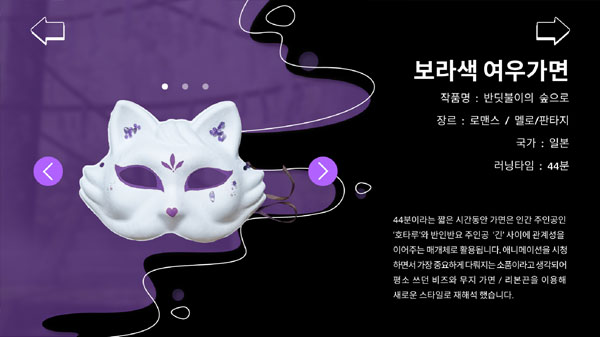 보라색 여우가면
작품명 : 반딧불이의 숲으로
장르 : 로맨스 / 멜로/판타지
국가 : 일본
러닝타임 : 44분
44분이라는 짧은 시간동안 가면은 인간 주인공인
'호타루'와 반인반요 주인공 '긴' 사이에 관계성을
이어주는 매개체로 활용됩니다. 애니메이션을 시청
하면서 가장 중요하게 다뤄지는 소품이라고 생각되어
평소 쓰던 비즈와 무지 가면 / 리본끈을 이용해
새로운 스타일로 재해석 했습니다.